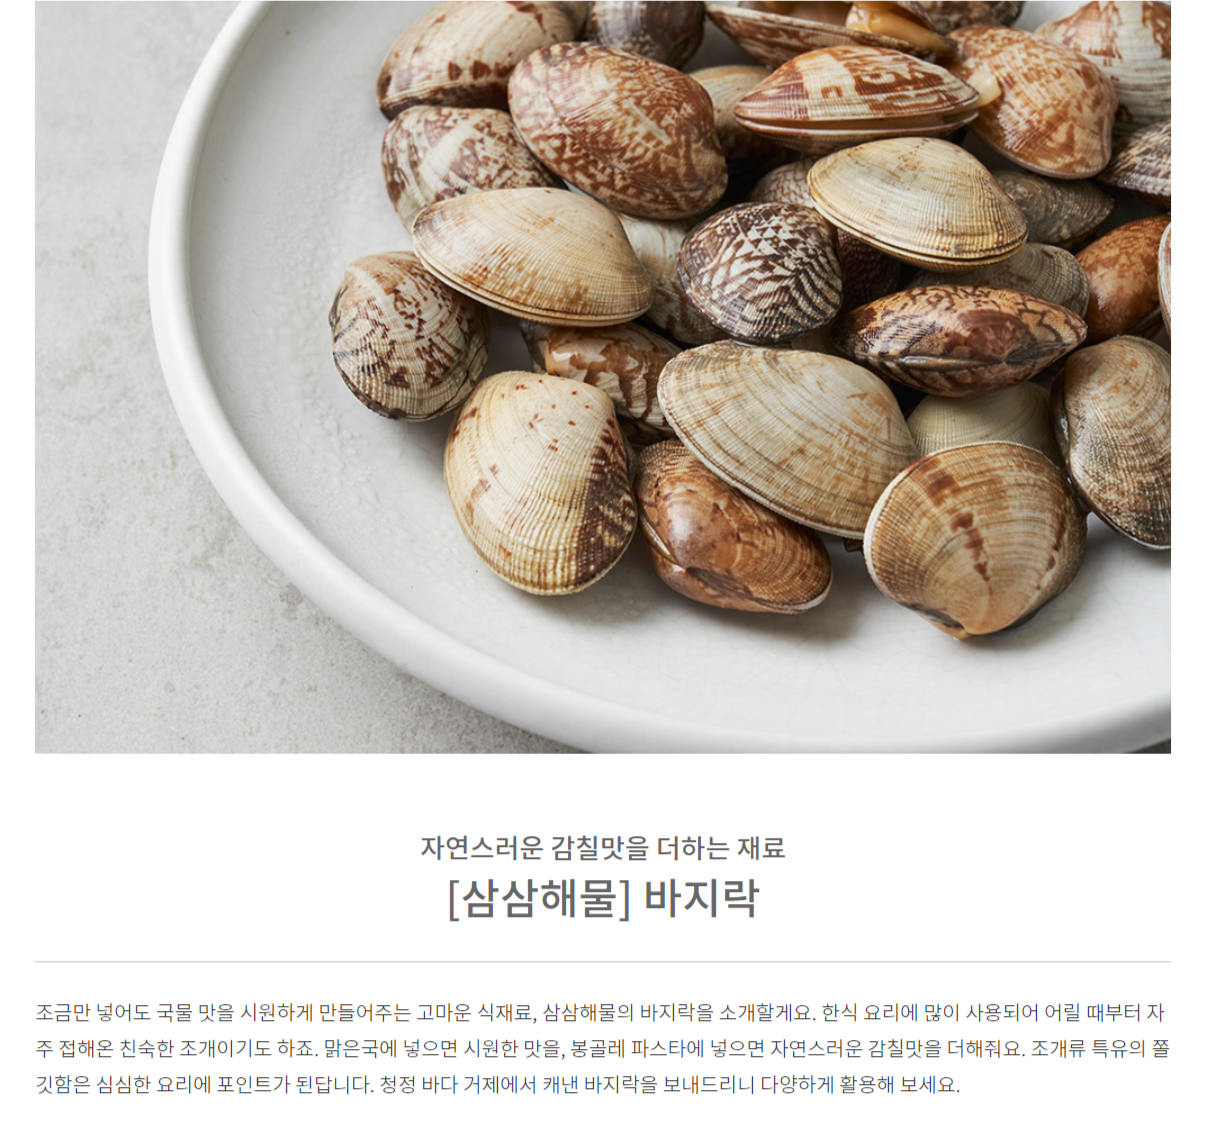 자연스러운 감칠맛을 더하는 재료
[삼삼해물] 바지락
조금만 넣어도 국물 맛을 시원하게 만들어주는 고마운 식재료, 삼삼해물의 바지락을 소개할게요. 한식 요리에 많이 사용되어 어릴 때부터 자
주 접해온 친숙한 조개이기도 하죠. 맑은국에 넣으면 시원한 맛을, 봉골레 파스타에 넣으면 자연스러운 감칠맛을 더해줘요. 조개류 특유의 쫄
깃함은 심심한 요리에 포인트가 된답니다. 청정 바다 거제에서 캐낸 바지락을 보내드리니 다양하게 활용해 보세요.